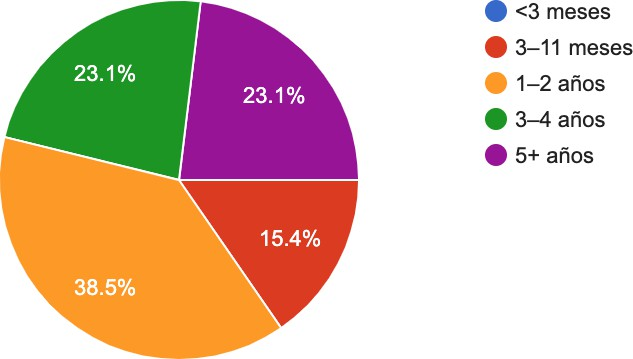 <3 meses
3–11 meses
1–2 años
3–4 años
5+ años
23.1%
23.1%
15.4%
38.5%